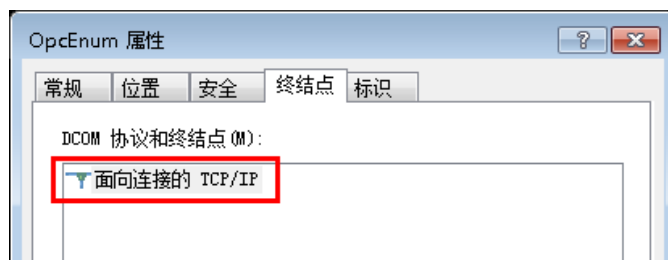 OpcEnum 属性
常规 位置 安全 终结点 标识
DCOM 协议和终结点(M):
面向连接的 TCP/IP